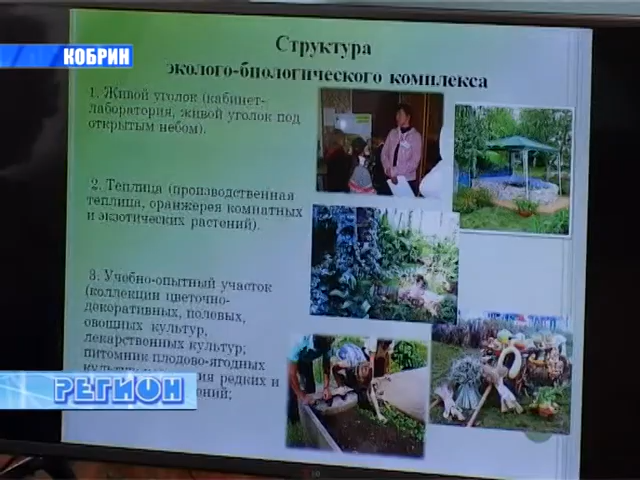 КОБРИН
Структура
эколого-биологического комплекса
1. Живой уголок (кабинет-
лаборатория, живой уголок под
открытым небом).
2. Теплица (производственная
теплица, оранжерея комнатных
и экзотических растений).
3. Учебно-опытный участок
(коллекции цветочно-
декоративных, полевых,
овощных культур,
лекарственных культур;
питомник плодово-ягодных
редких и
РЕГИОН